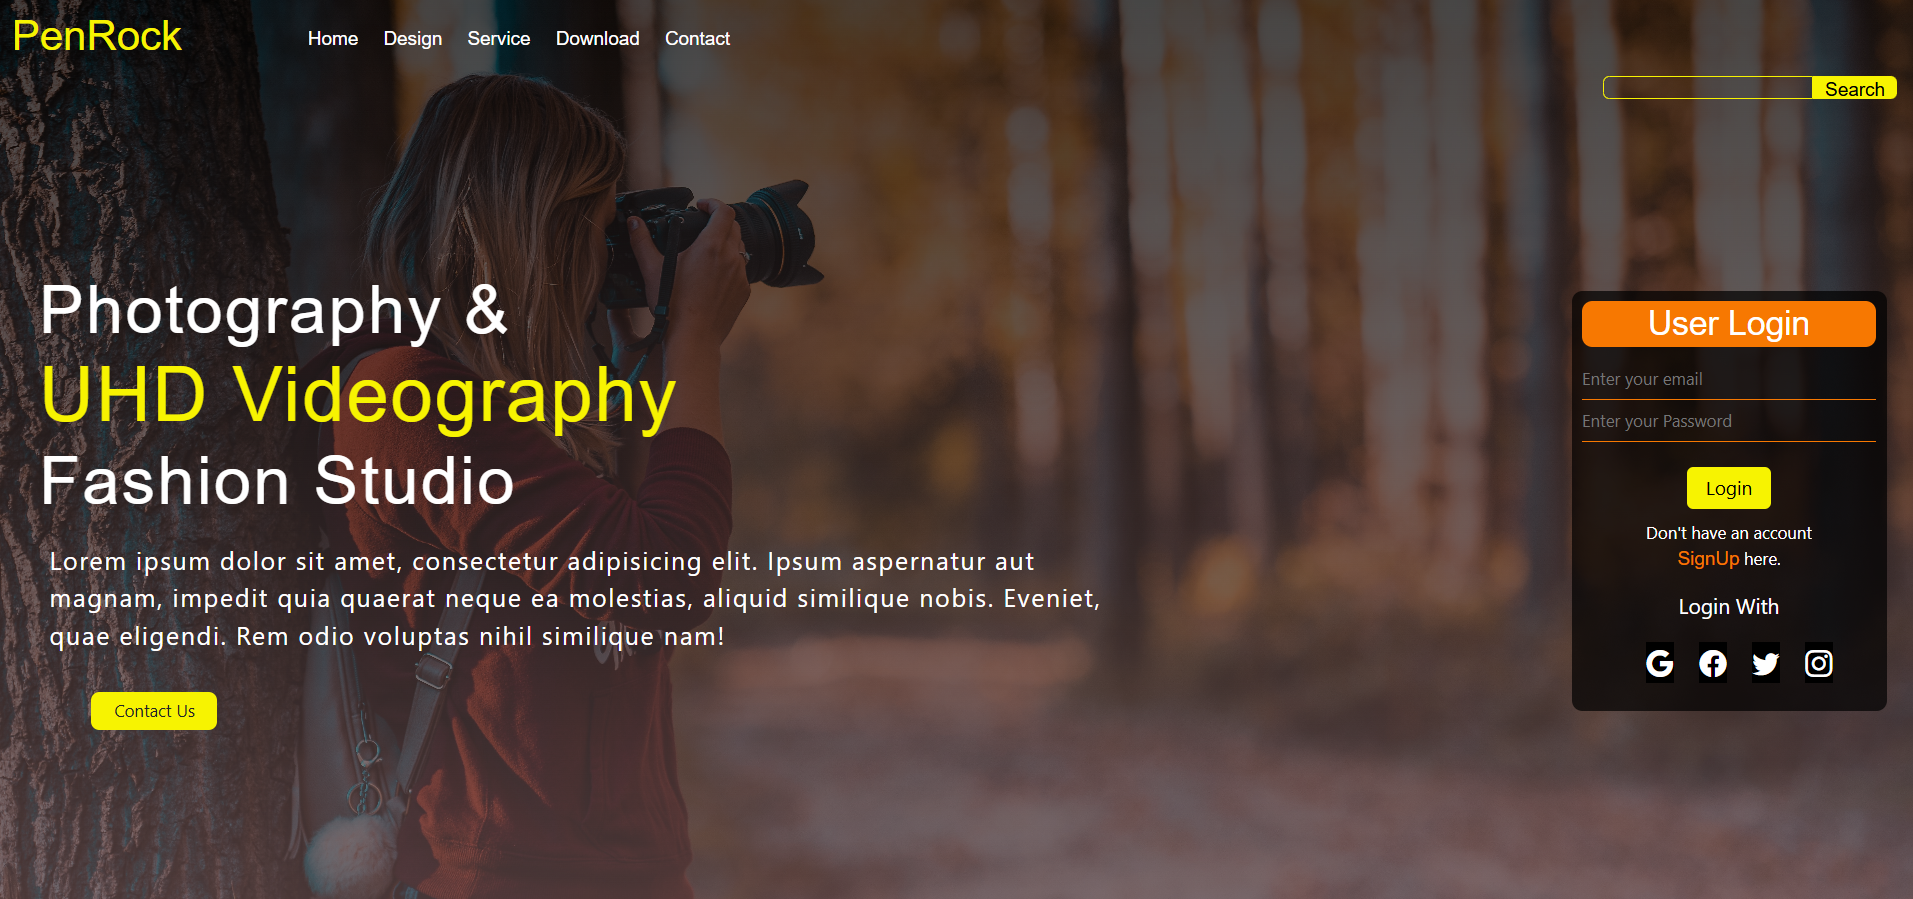 PenRock
Home Design Service Download Contact
Search
Photography &
UHD Videography
Fashion Studio
Lorem ipsum dolor sit amet, consectetur adipisicing elit. Ipsum aspernatur aut
magnam, impedit quia quaerat neque ea molestias, aliquid similique nobis. Eveniet,
quae eligendi. Rem odio voluptas nihil similique nam!
Contact Us
User Login
Enter your email
Enter your Password
Login
Don't have an account
SignUp here.
Login With